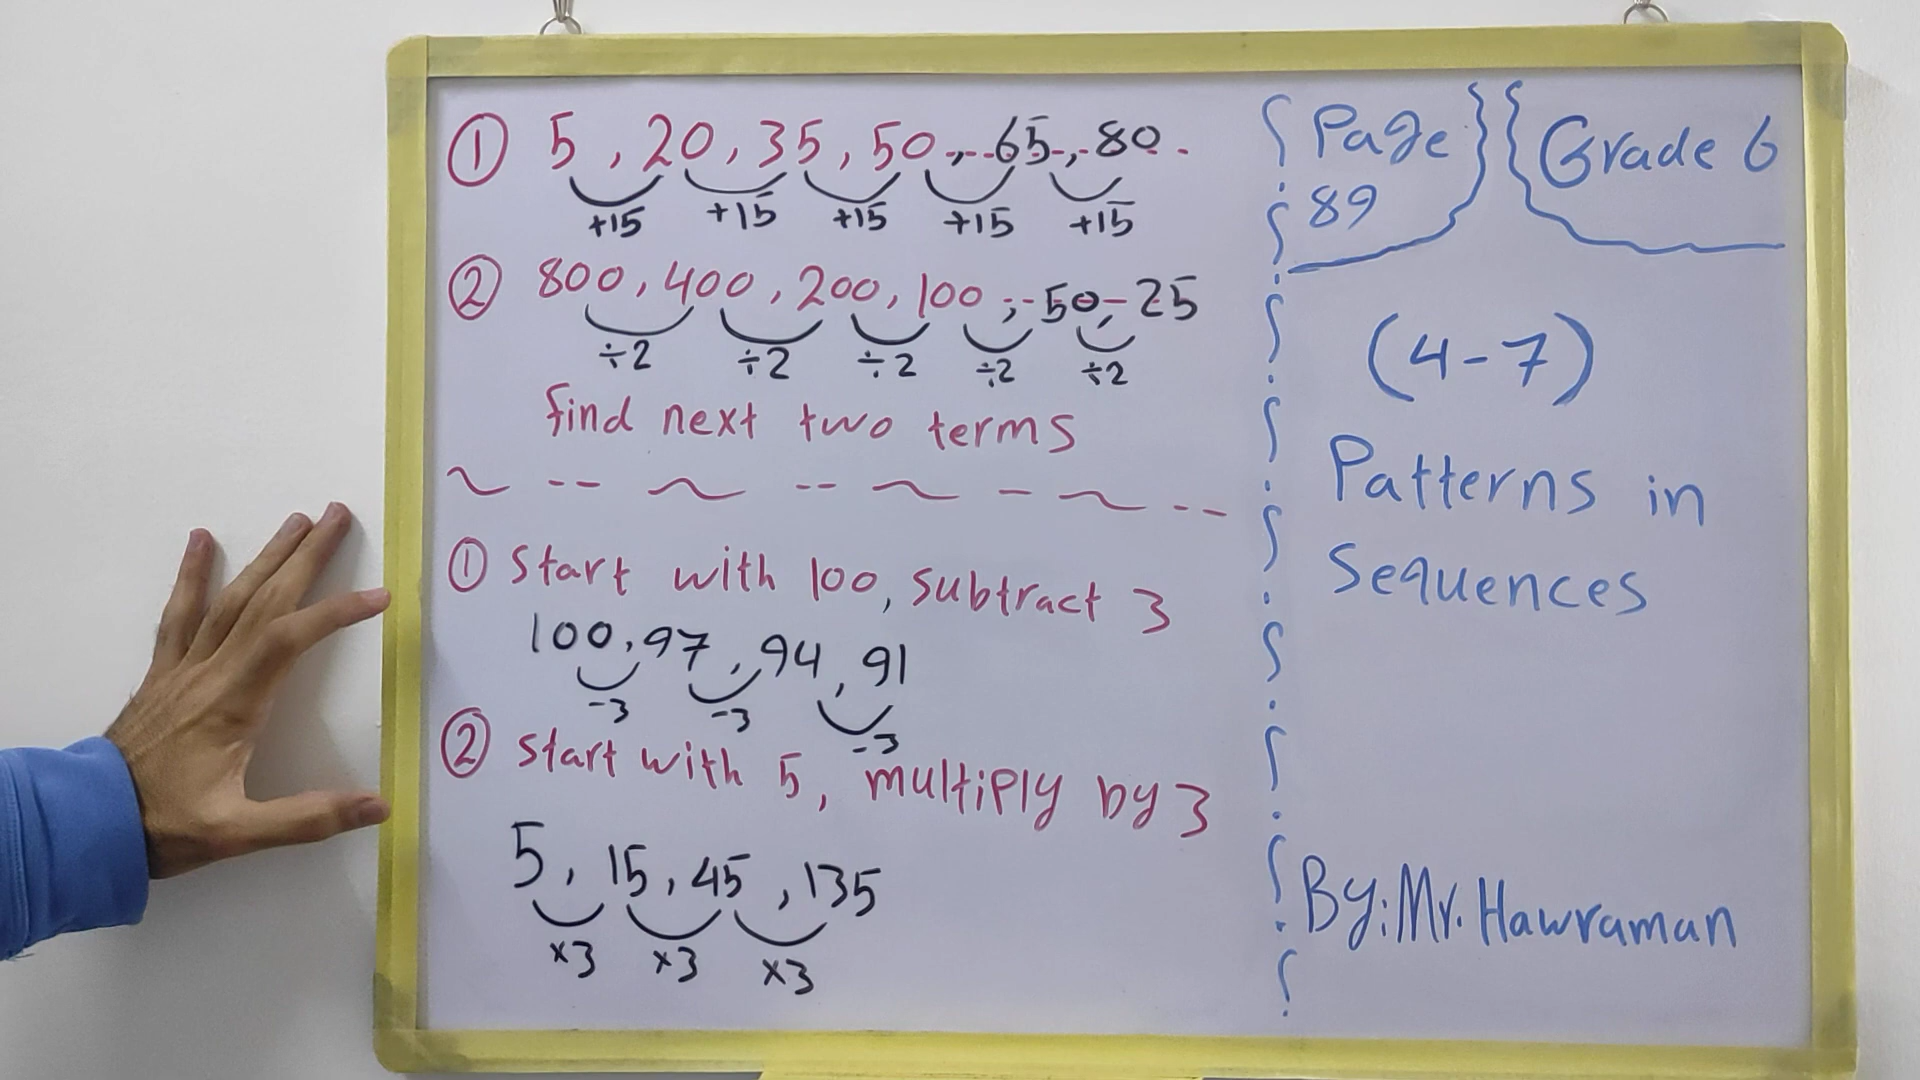 ① 5, 20, 35, 50, 65, 80
+15 +15 +15 +15 +15
② 800, 400, 200, 100, 50, 25
÷2 ÷2 ÷2 ÷2 ÷2
find next two terms
① Start with 100, subtract 3
100, 97, 94, 91
-3 -3 -3
② Start with 5, multiply by 3
5, 15, 45, 135
×3 ×3 ×3
Page
89
Grade 6
(4-7)
Patterns in
Sequences
By: Mr. Hawraman